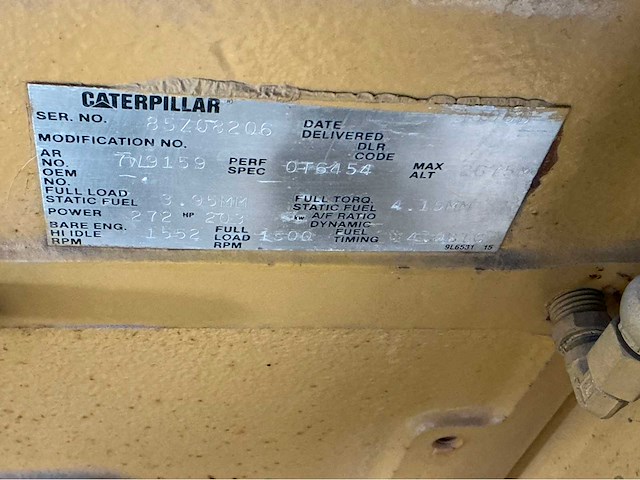 CATERPILLAR
SER. NO. 85Z08206 DATE DELIVERED
MODIFICATION NO. DLR CODE
AR NO. 7W9159 PERF SPEC 0T6454 MAX ALT
OEM NO.
FULL LOAD STATIC FUEL 3.95MM FULL TORQ. STATIC FUEL
POWER 272 HP 203 kw A/F RATIO DYNAMIC
BARE ENG. HI IDLE RPM 1552 FULL LOAD RPM 1500 FUEL TIMING
9L6531 15